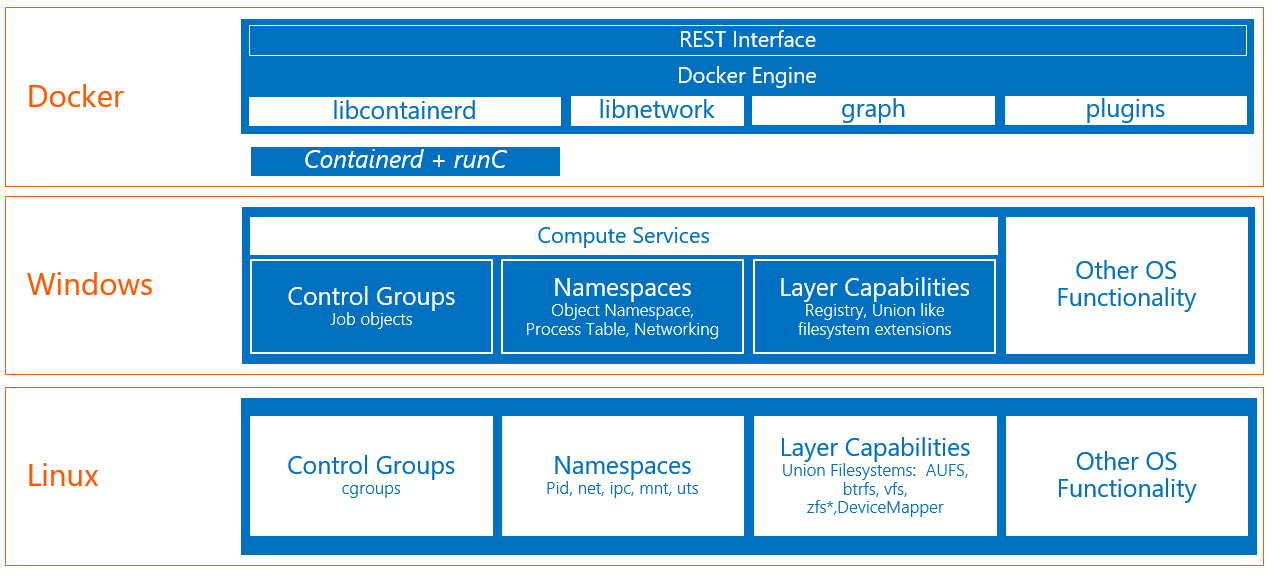 Docker
REST Interface
Docker Engine
libcontainerd
libnetwork
graph
plugins
Containerd + runC
Windows
Compute Services
Control Groups
Job objects
Namespaces
Object Namespace,
Process Table, Networking
Layer Capabilities
Registry, Union like
filesystem extensions
Other OS
Functionality
Linux
Control Groups
cgroups
Namespaces
Pid, net, ipc, mnt, uts
Layer Capabilities
Union Filesystems:  AUFS,
btrfs, vfs,
zfs*,DeviceMapper
Other OS
Functionality